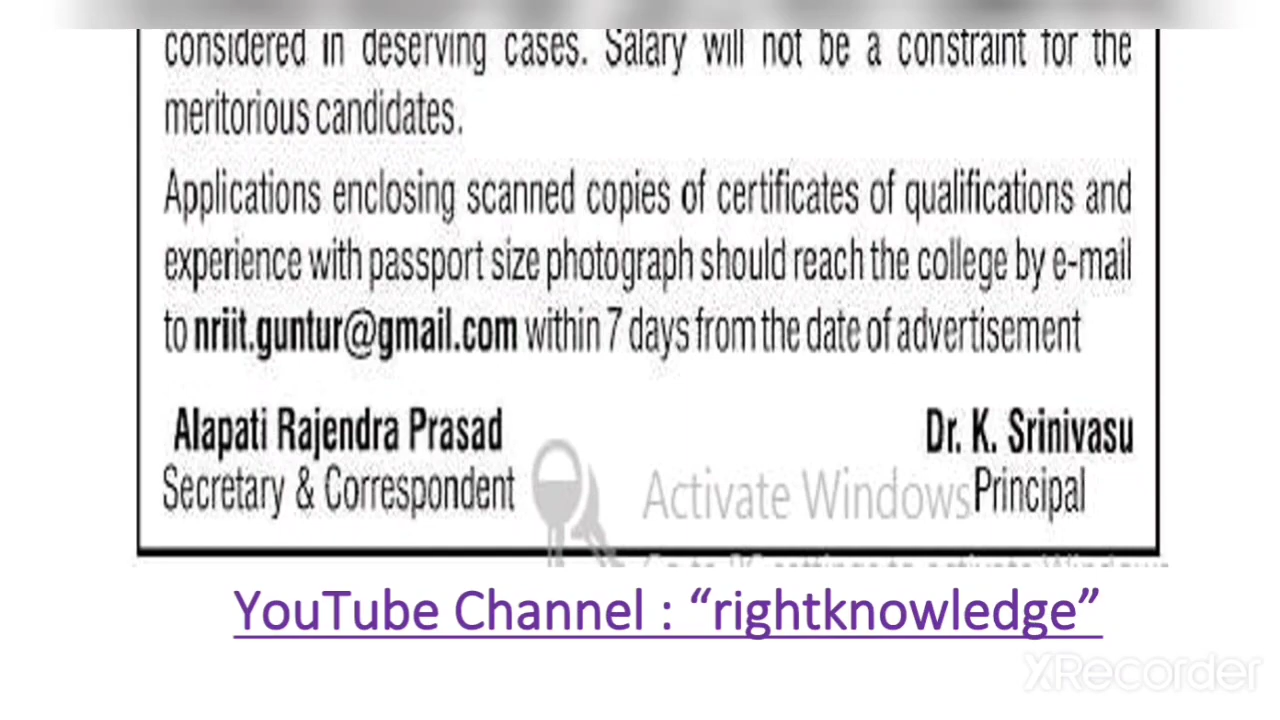 considered in deserving cases. Salary will not be a constraint for the
meritorious candidates.
Applications enclosing scanned copies of certificates of qualifications and
experience with passport size photograph should reach the college by e-mail
to nriit.guntur@gmail.com within 7 days from the date of advertisement
Alapati Rajendra Prasad
Secretary & Correspondent
Dr. K. Srinivasu
Principal
Activate Windows
YouTube Channel : “rightknowledge”
XRecorder